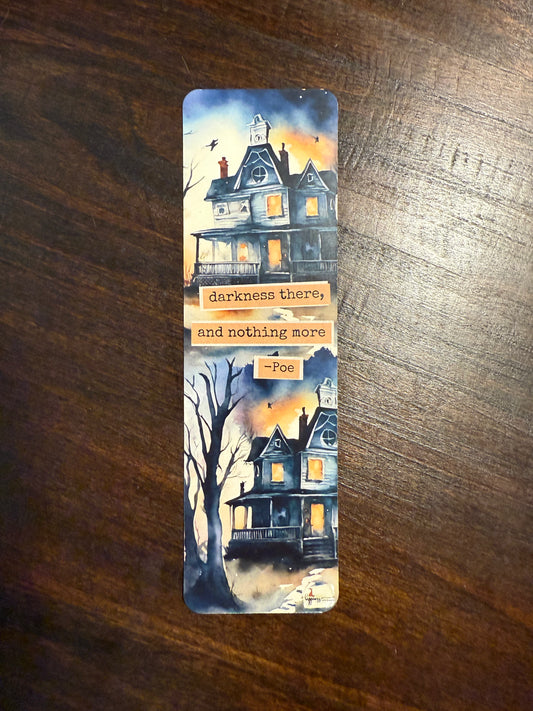 darkness there,
and nothing more
-Poe